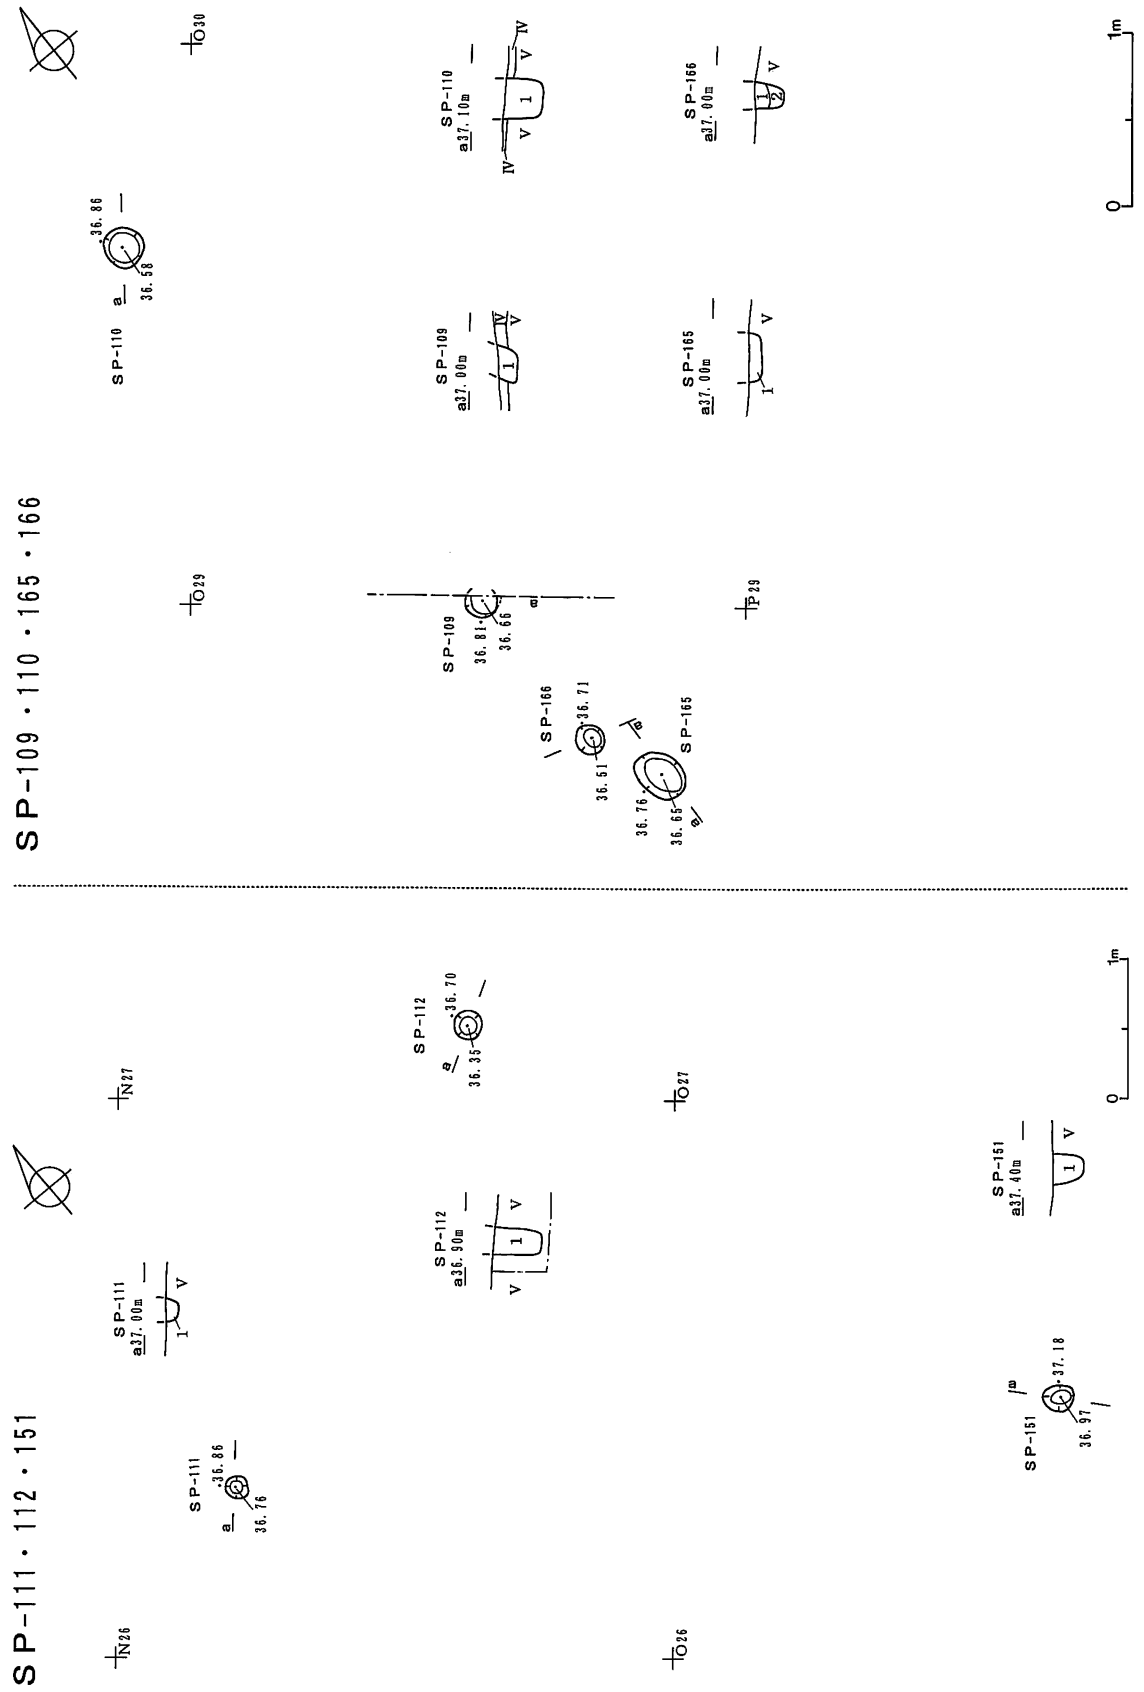 SP-111・112・151
N26
N27
SP-111
a
36.86
36.76
SP-111
a37.00m
V
1
SP-112
a
36.70
36.35
SP-112
a36.90m
V
1
V
O26
O27
SP-151
a
37.18
36.97
SP-151
a37.40m
1
V
0
1m
SP-109・110・165・166
O29
O30
SP-110
a
36.86
36.58
SP-110
a37.10m
IV
V
1
V
IV
SP-109
36.81
36.66
a
SP-109
a37.00m
1
IV
V
SP-166
36.71
36.51
a
SP-166
a37.00m
1
2
V
SP-165
36.76
36.65
a
SP-165
a37.00m
1
V
P29
0
1m